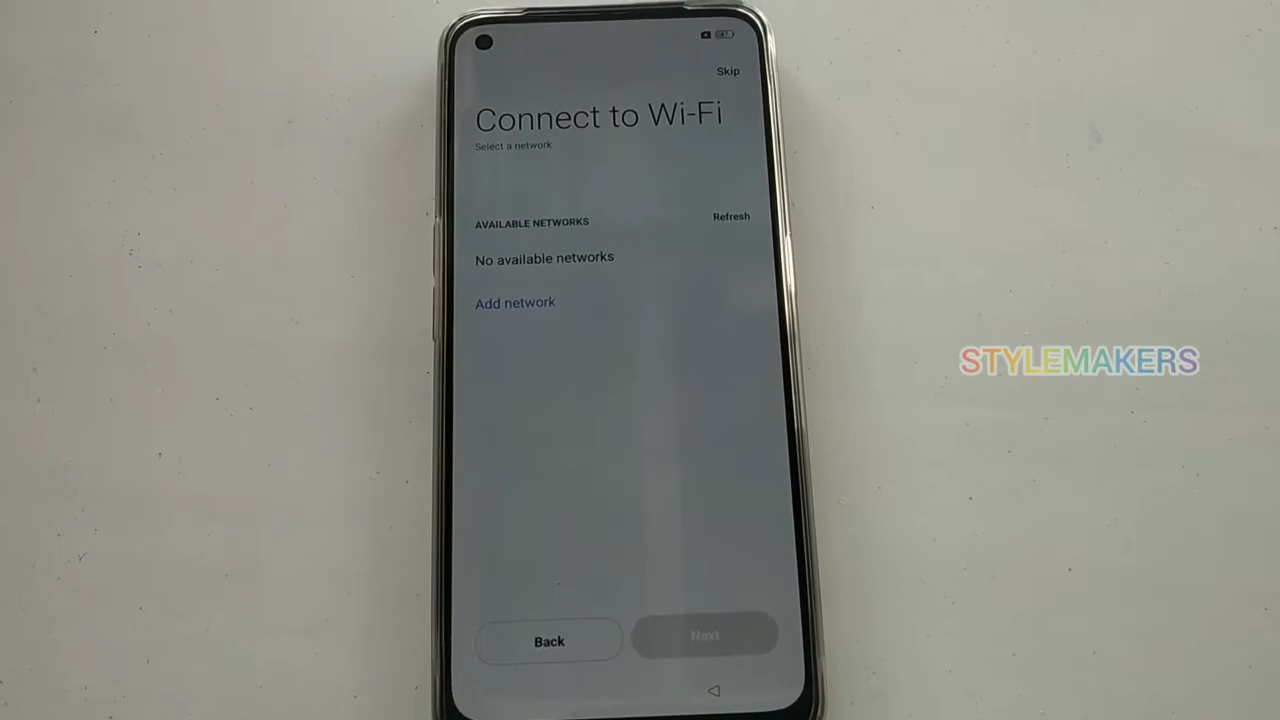 Skip
Connect to Wi-Fi
Select a network
AVAILABLE NETWORKS
Refresh
No available networks
Add network
STYLEMAKERS
Back
Next